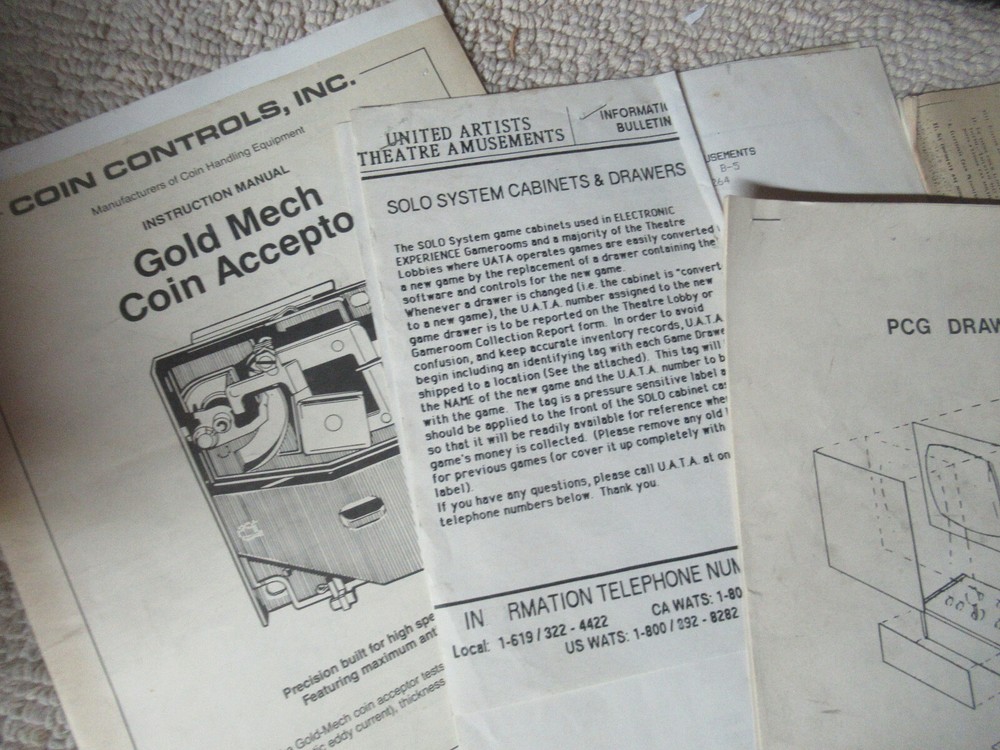 COIN CONTROLS, INC.
Manufacturers of Coin Handling Equipment
INSTRUCTION MANUAL
Gold Mech
Coin Accepto
Precision built for high spe
Featuring maximum ant
Gold-Mech coin acceptor tests
eddy current), thickness
UNITED ARTISTS
THEATRE AMUSEMENTS
INFORMATI
BULLETIN
SOLO SYSTEM CABINETS & DRAWERS
The SOLO System game cabinets used in ELECTRONIC
EXPERIENCE Gamerooms and a majority of the Theatre
Lobbies where UATA operates games are easily converted
a new game by the replacement of a drawer containing the
software and controls for the new game.
Whenever a drawer is changed (i.e. the cabinet is "convert
to a new game), the U.A.T.A. number assigned to the new
game drawer is to be reported on the Theatre Lobby or
Gameroom Collection Report form. In order to avoid
confusion, and keep accurate inventory records, U.A.T.A.
begin including an identifying tag with each Game Drawe
shipped to a location (See the attached). This tag will
the NAME of the new game and the U.A.T.A. number to b
with the game. The tag is a pressure sensitive label a
should be applied to the front of the SOLO cabinet cas
so that it will be readily available for reference whe
game's money is collected. (Please remove any old
for previous games (or cover it up completely with
label).
If you have any questions, please call U.A.T.A. at on
telephone numbers below. Thank you.
IN RMATION TELEPHONE NUM
Local: 1-619/322-4422
CA WATS: 1-80
US WATS: 1-800/292-8282
USEMENTS
B-5
264
PCG DRAW